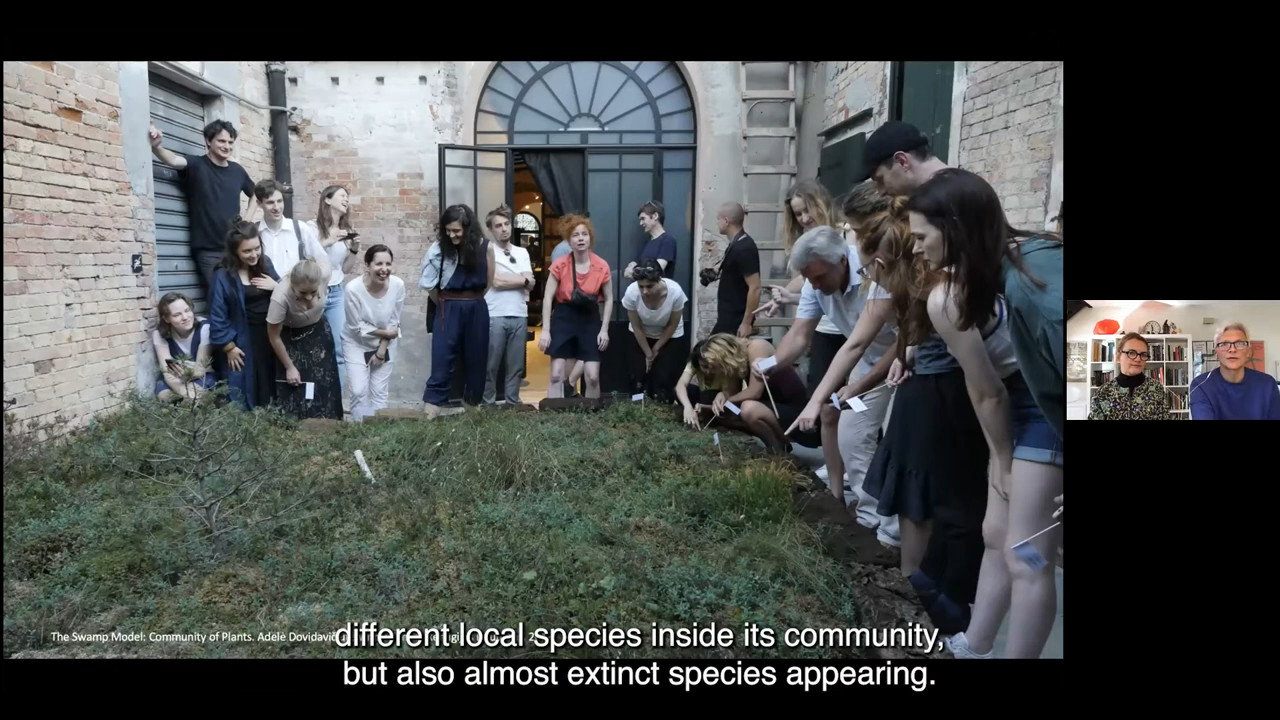 The Swamp Model: Community of Plants. Adelė Dovidavi
different local species inside its community,
but also almost extinct species appearing.